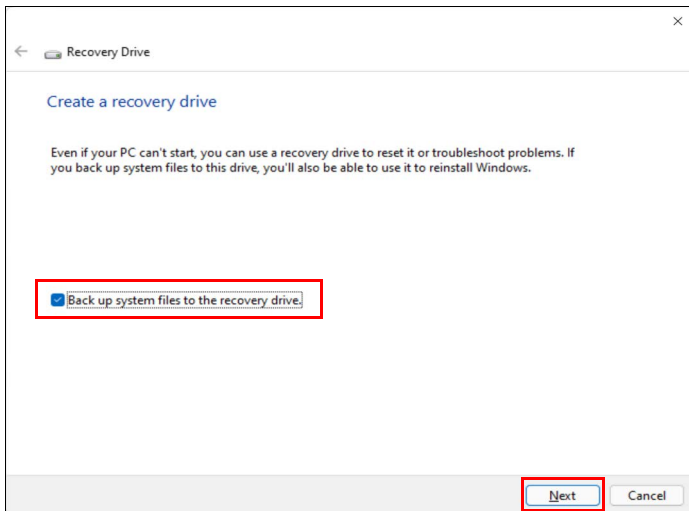 Recovery Drive
Create a recovery drive
Even if your PC can't start, you can use a recovery drive to reset it or troubleshoot problems. If
you back up system files to this drive, you'll also be able to use it to reinstall Windows.
Back up system files to the recovery drive.
Next
Cancel